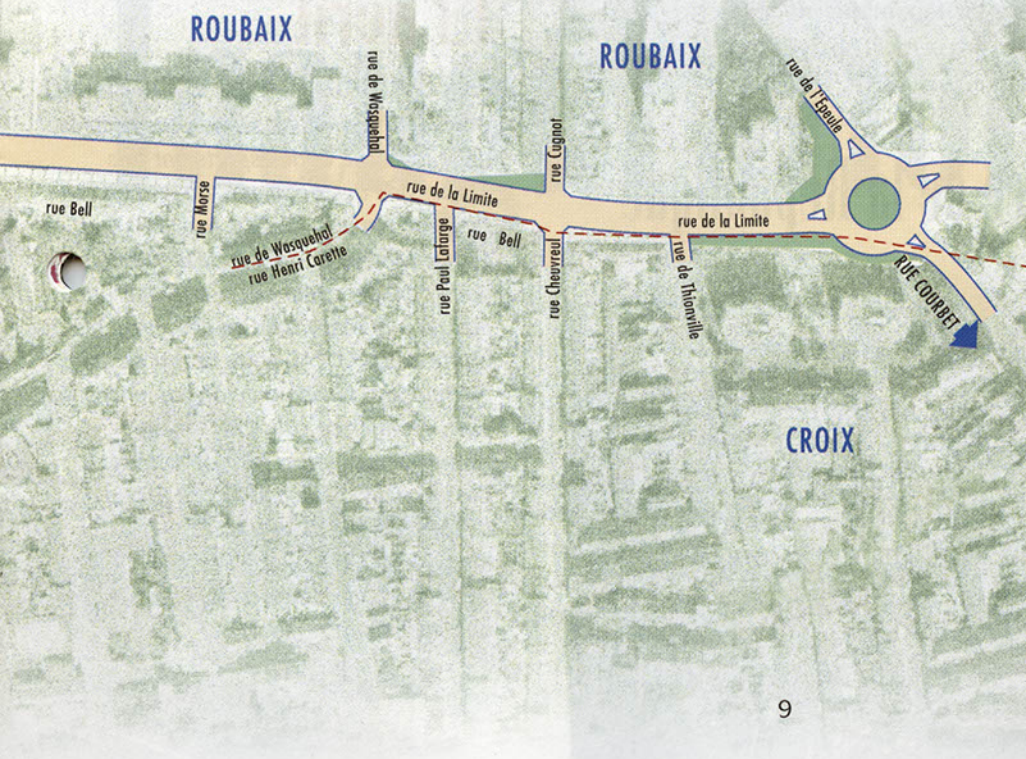 ROUBAIX
ROUBAIX
rue de Wasquehal
rue de l'Epeule
rue Cugnot
rue Bell
rue Morse
rue de la Limite
rue de la Limite
rue de Wasquehal
rue Henri Carette
rue Paul Lafarge
rue Bell
rue Chevreul
rue de Thionville
RUE COURBET
CROIX
9